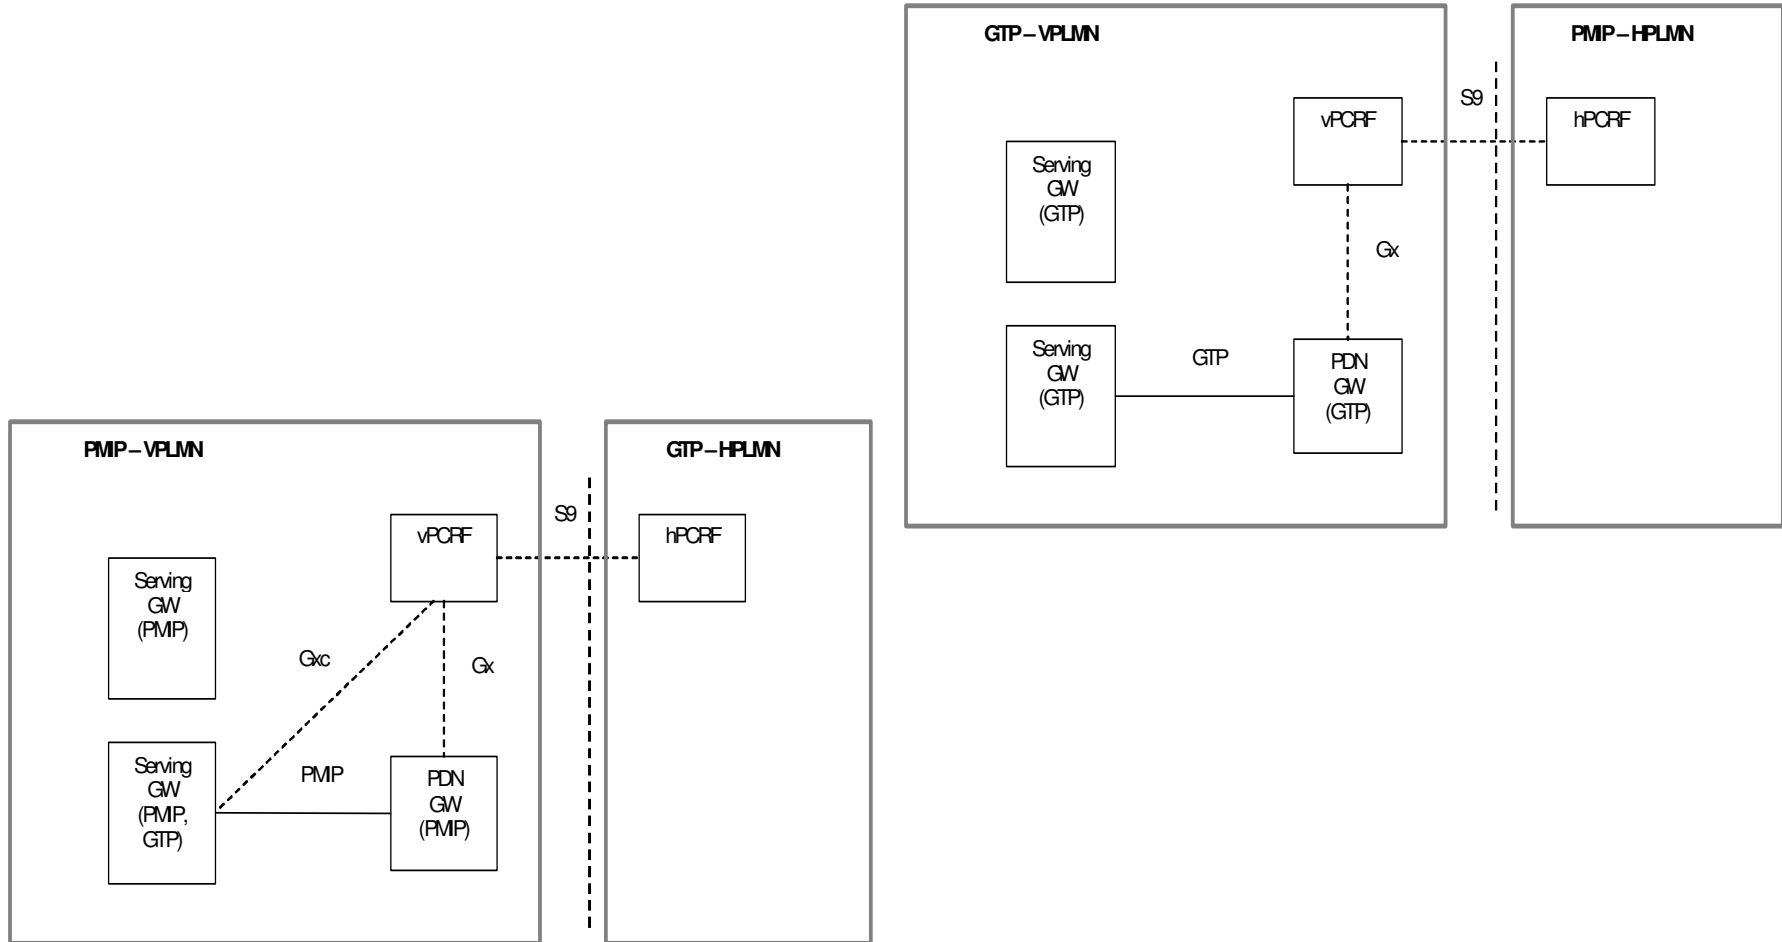 GTP – VPLMN
PMIP – HPLMN
S9
vPCRF
hPCRF
Serving
GW
(GTP)
Gx
Serving
GW
(GTP)
GTP
PDN
GW
(GTP)
PMIP – VPLMN
GTP – HPLMN
S9
vPCRF
hPCRF
Serving
GW
(PMIP)
Gxc
Gx
Serving
GW
(PMIP,
GTP)
PMIP
PDN
GW
(PMIP)